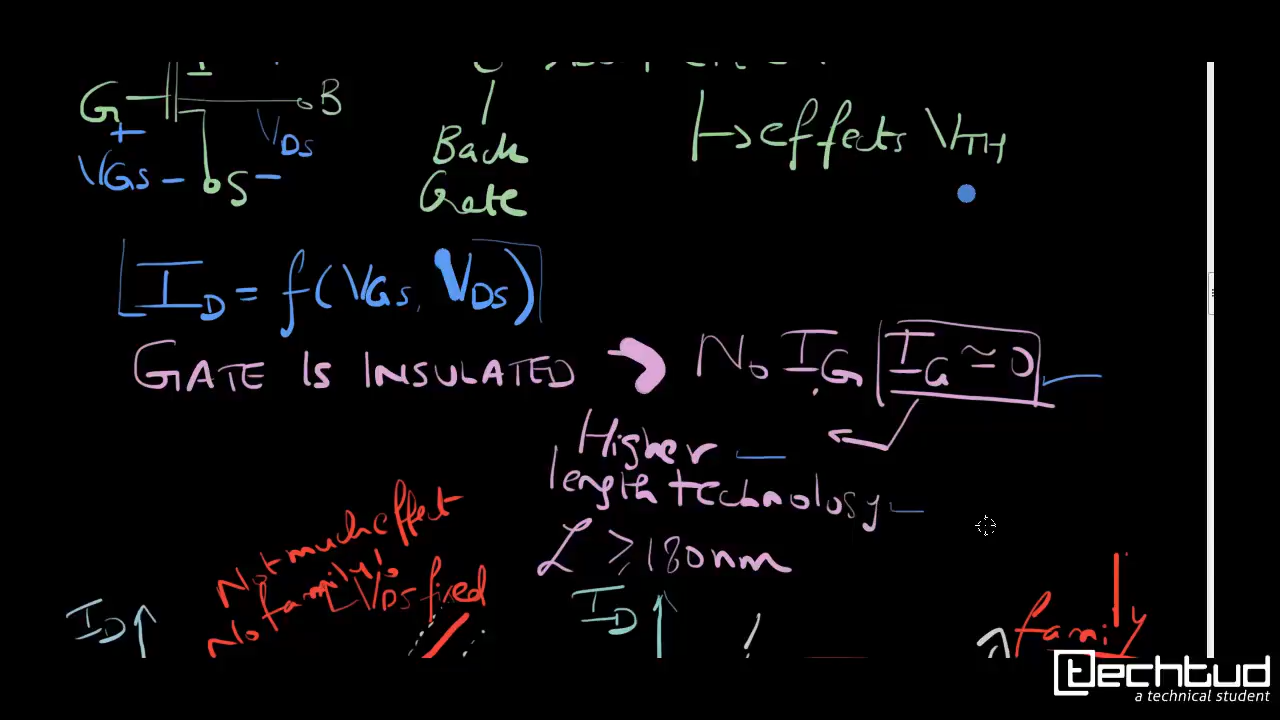 G
B
+
VDS
VGS - S -
Back
Gate
↦ effects VTH
ID = f(VGS, VDS)
GATE IS INSULATED
No IG IG ≃ 0
Higher
length technology
L ≥ 180nm
Not much effect
No family!
VDS fixed
ID ↑
ID ↑
family
techtud
a technical student